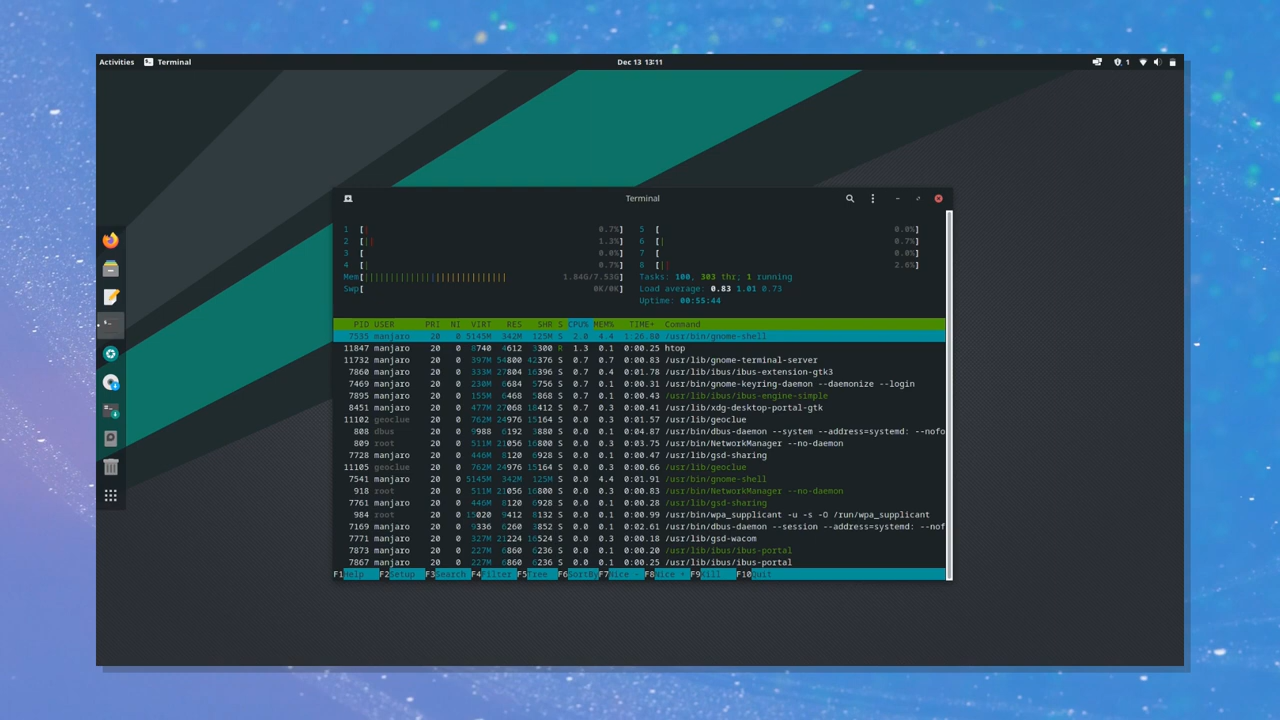 Activities Terminal Dec 13 13:11 1
Terminal
1 [| 0.7%] 5 [ 0.0%]
2 [|| 1.3%] 6 [| 0.7%]
3 [ 0.0%] 7 [ 0.0%]
4 [| 0.7%] 8 [|| 2.6%]
Mem[ 1.84G/7.53G] Tasks: 100, 303 thr; 1 running
Swp[ 0K/0K] Load average: 0.83 1.01 0.73
Uptime: 00:55:44
PID USER PRI NI VIRT RES SHR S CPU% MEM% TIME+ Command
7535 manjaro 20 0 5145M 342M 125M S 2.0 4.4 1:26.80 /usr/bin/gnome-shell
11847 manjaro 20 0 8740 4612 3300 R 1.3 0.1 0:00.25 htop
11732 manjaro 20 0 397M 54800 42376 S 0.7 0.7 0:00.83 /usr/lib/gnome-terminal-server
7860 manjaro 20 0 333M 27804 16396 S 0.7 0.4 0:01.78 /usr/lib/ibus/ibus-extension-gtk3
7469 manjaro 20 0 230M 8684 5756 S 0.7 0.1 0:00.31 /usr/bin/gnome-keyring-daemon --daemonize --login
7895 manjaro 20 0 155M 6468 5868 S 0.7 0.1 0:00.43 /usr/lib/ibus/ibus-engine-simple
8451 manjaro 20 0 477M 27068 18412 S 0.7 0.3 0:00.41 /usr/lib/xdg-desktop-portal-gtk
11102 geoclue 20 0 762M 24976 15164 S 0.0 0.3 0:01.57 /usr/lib/geoclue
808 dbus 20 0 9988 6192 3880 S 0.0 0.1 0:04.87 /usr/bin/dbus-daemon --system --address=systemd: --nofo
809 root 20 0 511M 21056 16800 S 0.0 0.3 0:03.75 /usr/bin/NetworkManager --no-daemon
7728 manjaro 20 0 446M 8120 6928 S 0.0 0.1 0:00.47 /usr/lib/gsd-sharing
11105 geoclue 20 0 762M 24976 15164 S 0.0 0.3 0:00.66 /usr/lib/geoclue
7541 manjaro 20 0 5145M 342M 125M S 0.0 4.4 0:01.91 /usr/bin/gnome-shell
918 root 20 0 511M 21056 16800 S 0.0 0.3 0:00.83 /usr/bin/NetworkManager --no-daemon
7761 manjaro 20 0 446M 8120 6928 S 0.0 0.1 0:00.28 /usr/lib/gsd-sharing
984 root 20 0 15020 9412 8132 S 0.0 0.1 0:00.99 /usr/bin/wpa_supplicant -u -s -O /run/wpa_supplicant
7169 manjaro 20 0 9336 6260 3852 S 0.0 0.1 0:02.61 /usr/bin/dbus-daemon --session --address=systemd: --nof
7771 manjaro 20 0 327M 21224 16524 S 0.0 0.3 0:00.18 /usr/lib/gsd-wacom
7873 manjaro 20 0 227M 6860 6236 S 0.0 0.1 0:00.20 /usr/lib/ibus/ibus-portal
7867 manjaro 20 0 227M 6860 6236 S 0.0 0.1 0:00.25 /usr/lib/ibus/ibus-portal
F1Help F2Setup F3Search F4Filter F5Tree F6SortBy F7Nice - F8Nice + F9Kill F10Quit